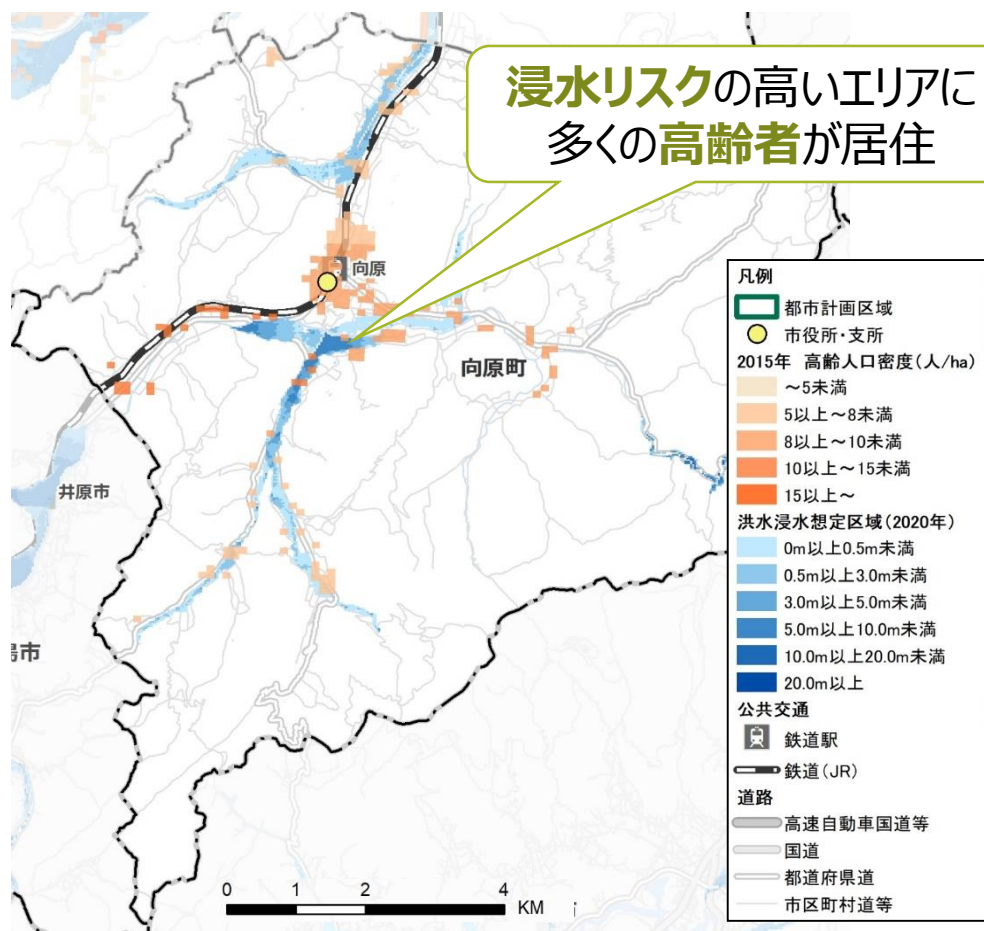 浸水リスクの高いエリアに
多くの高齢者が居住
向原
向原町
井原市
島市
凡例
都市計画区域
市役所・支所
2015年 高齢人口密度(人/ha)
～5未満
5以上～8未満
8以上～10未満
10以上～15未満
15以上～
洪水浸水想定区域(2020年)
0m以上0.5m未満
0.5m以上3.0m未満
3.0m以上5.0m未満
5.0m以上10.0m未満
10.0m以上20.0m未満
20.0m以上
公共交通
鉄道駅
鉄道(JR)
道路
高速自動車国道等
国道
都道府県道
市区町村道等
0 1 2 4
KM